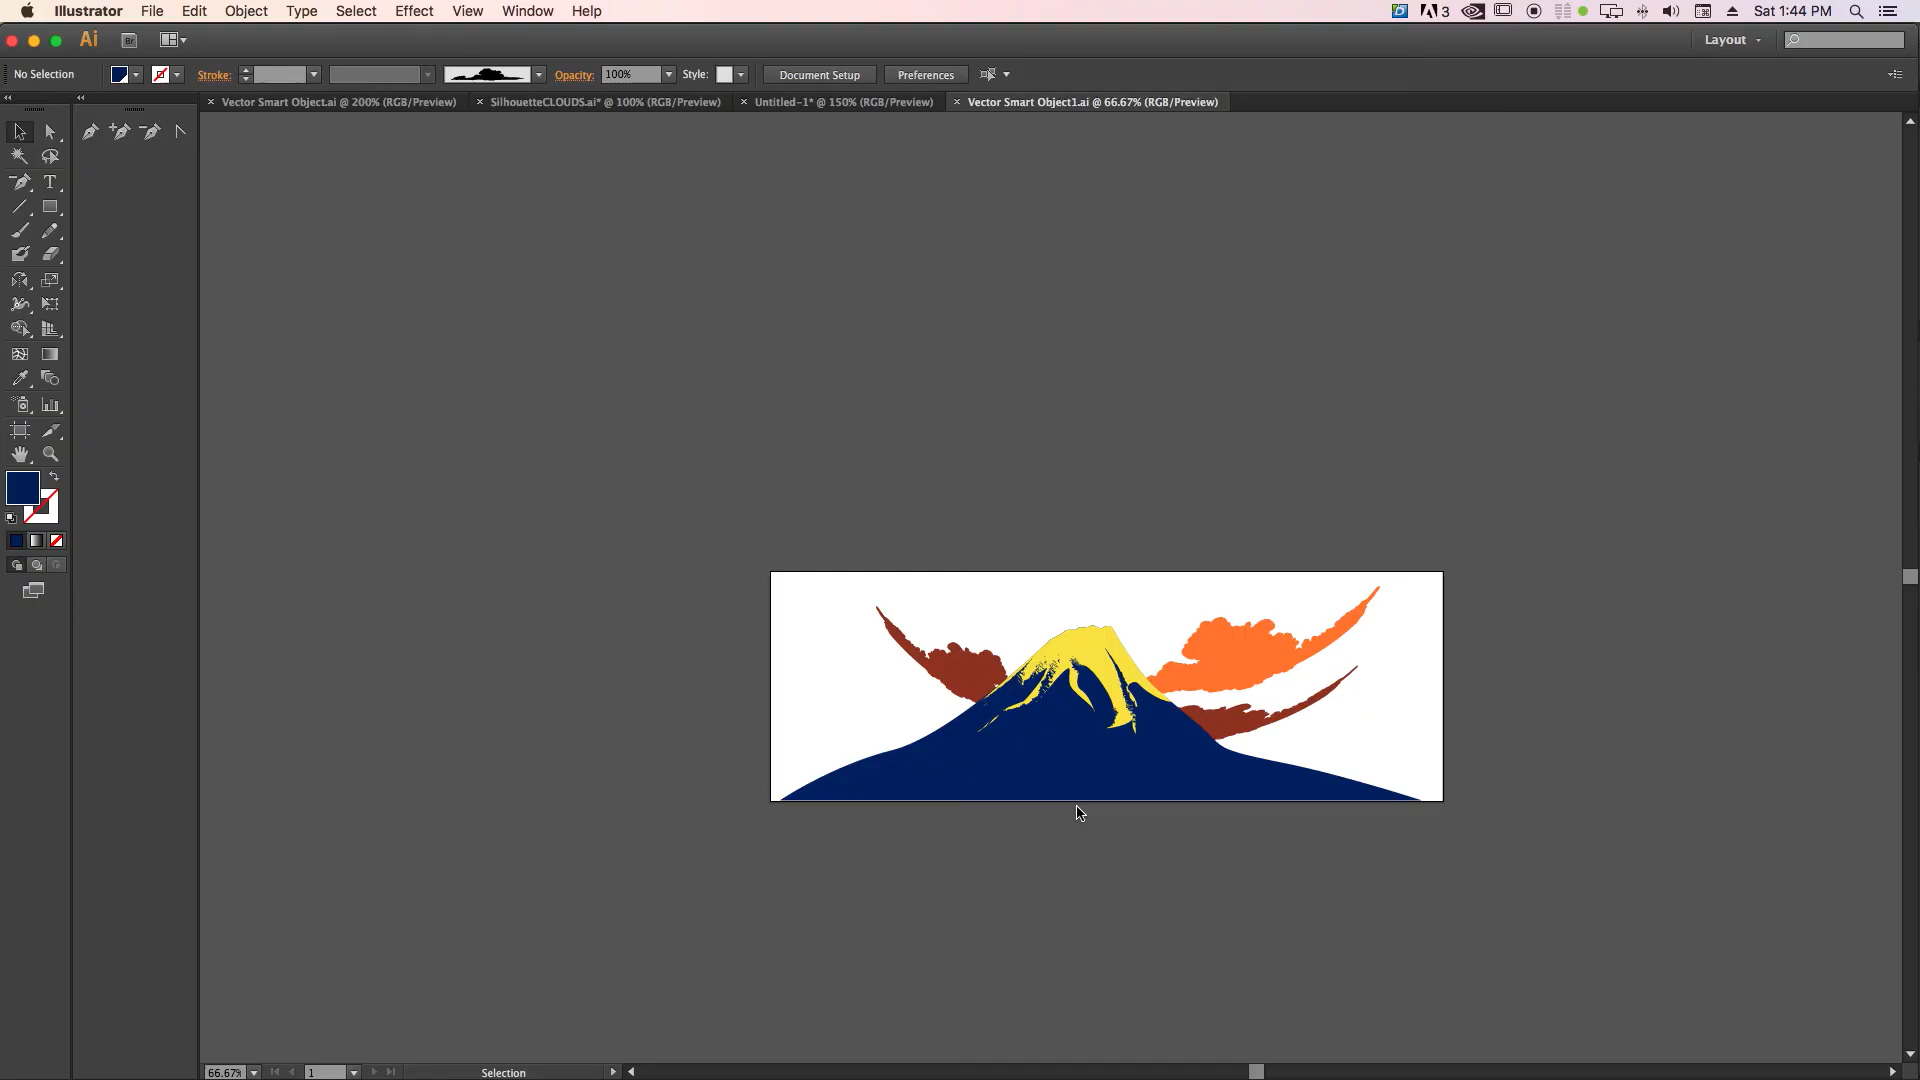 Illustrator File Edit Object Type Select Effect View Window Help
3 Sat 1:44 PM
Ai Br Layout
No Selection Stroke: Opacity: 100% Style: Document Setup Preferences
Vector Smart Object.ai @ 200% (RGB/Preview) SilhouetteCLOUDS.ai* @ 100% (RGB/Preview) Untitled-1* @ 150% (RGB/Preview) Vector Smart Object1.ai @ 66.67% (RGB/Preview)
T
66.67% 1 Selection